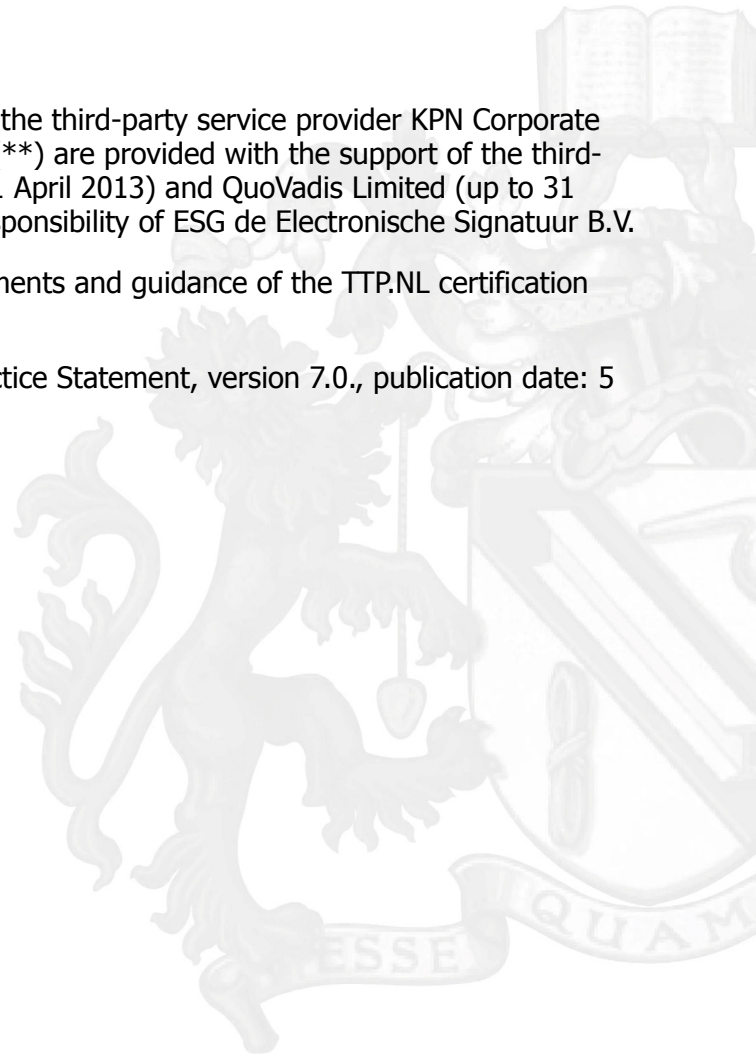 the third-party service provider KPN Corporate
**) are provided with the support of the third-
April 2013) and QuoVadis Limited (up to 31
ponsibility of ESG de Electronische Signatuur B.V.
ments and guidance of the TTP.NL certification
ctice Statement, version 7.0., publication date: 5
ESSE
QUAM